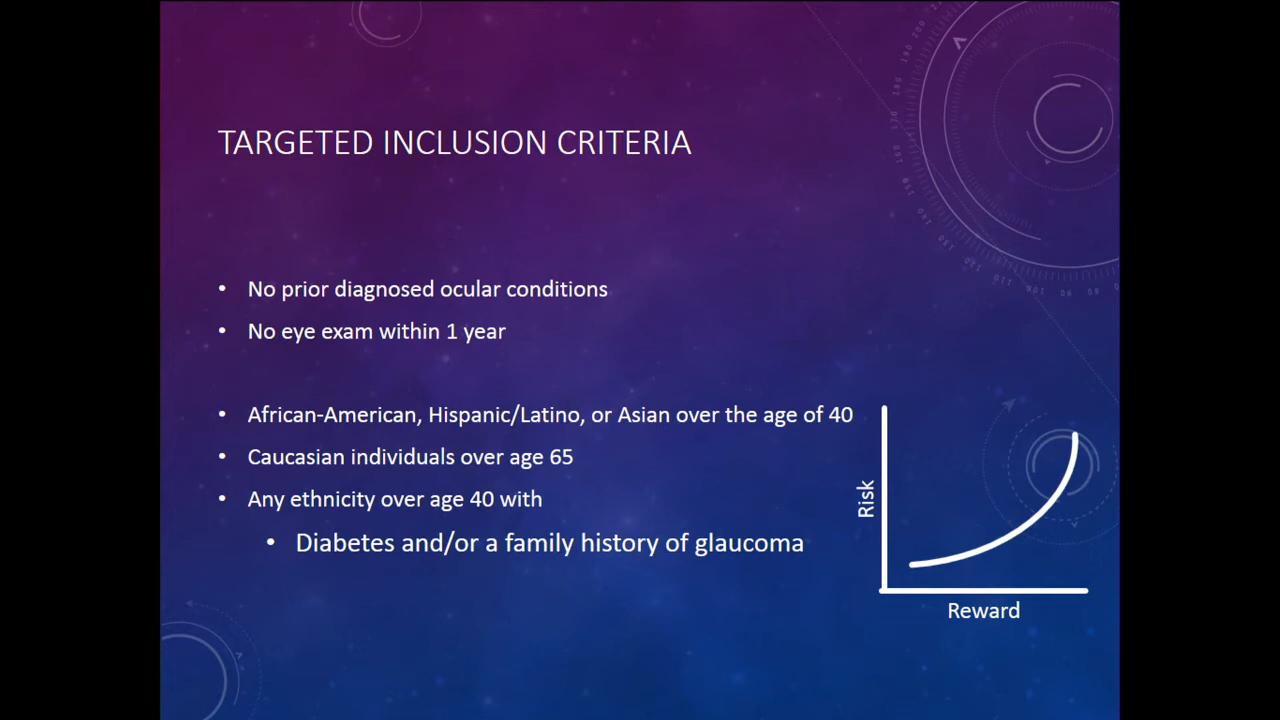 TARGETED INCLUSION CRITERIA
• No prior diagnosed ocular conditions
• No eye exam within 1 year
• African-American, Hispanic/Latino, or Asian over the age of 40
• Caucasian individuals over age 65
• Any ethnicity over age 40 with
• Diabetes and/or a family history of glaucoma
Risk
Reward